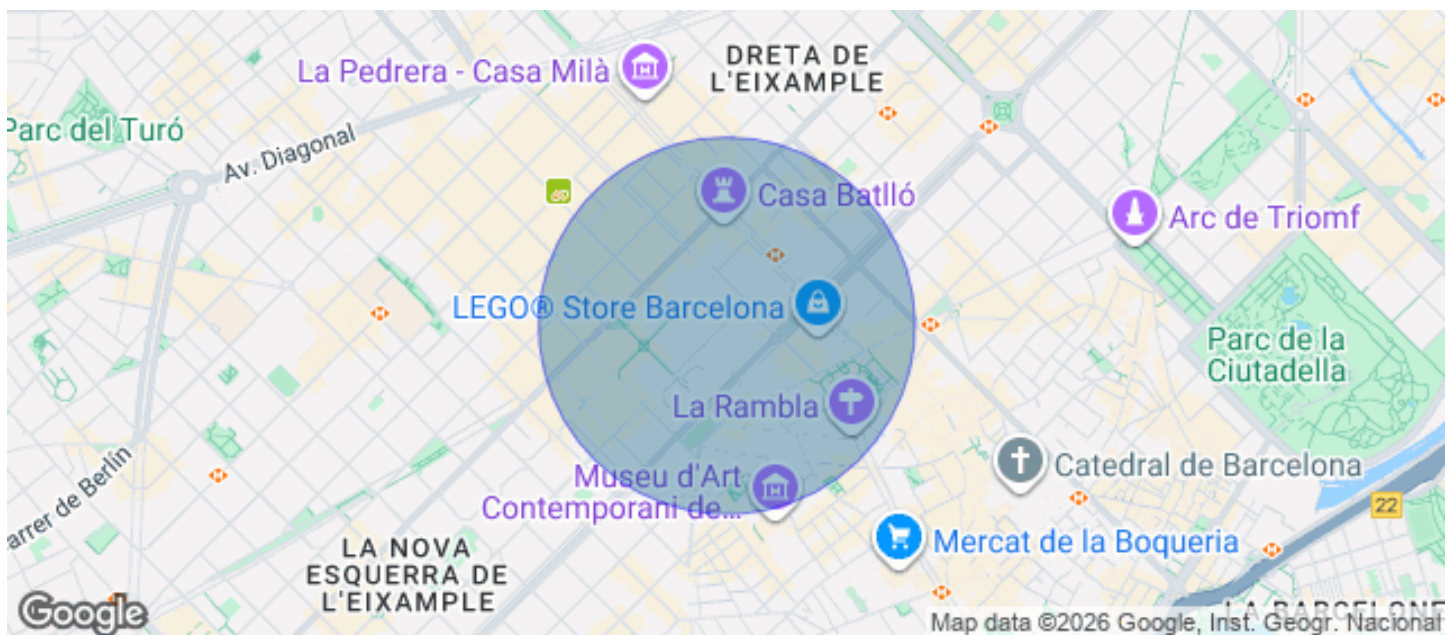 DRETA DE
L'EIXAMPLE
La Pedrera - Casa Milà
Parc del Turó
Av. Diagonal
Casa Batlló
Arc de Triomf
LEGO® Store Barcelona
Parc de la
Ciutadella
La Rambla
Catedral de Barcelona
Museu d'Art
Contemporani de...
arrer de Berlín
22
Mercat de la Boqueria
LA NOVA
ESQUERRA DE
L'EIXAMPLE
LA BARCELONE
Google
Map data ©2026 Google, Inst. Geogr. Nacional